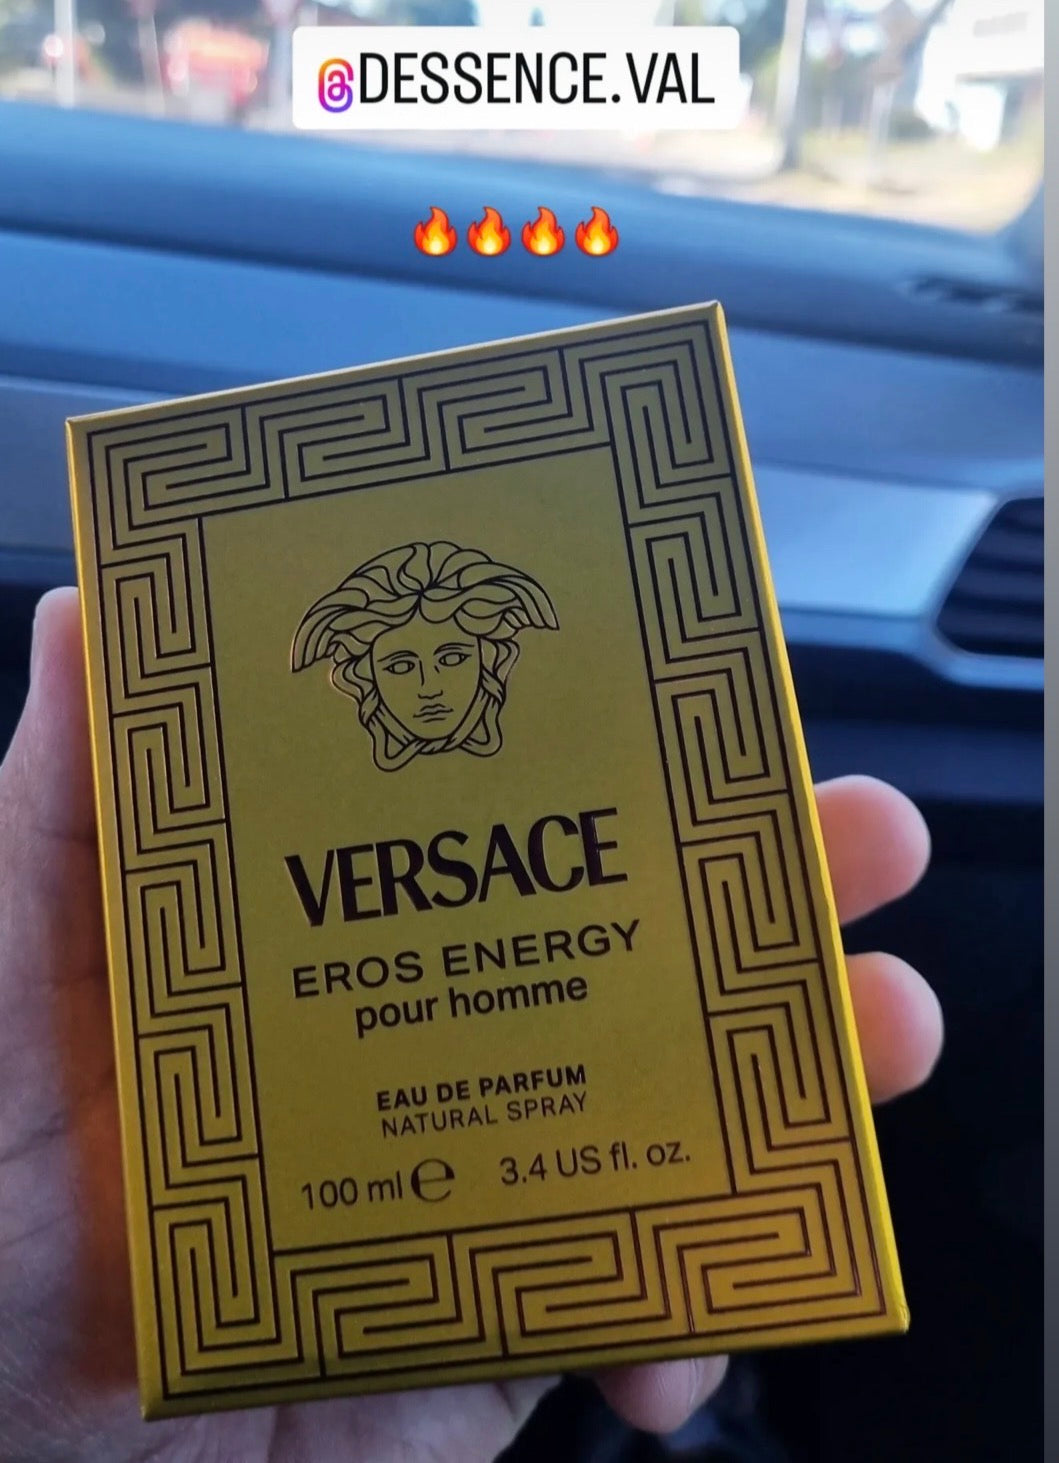 @DESSENCE.VAL
🔥🔥🔥🔥
VERSACE
EROS ENERGY
pour homme
EAU DE PARFUM
NATURAL SPRAY
100 ml ℮ 3.4 US fl. oz.